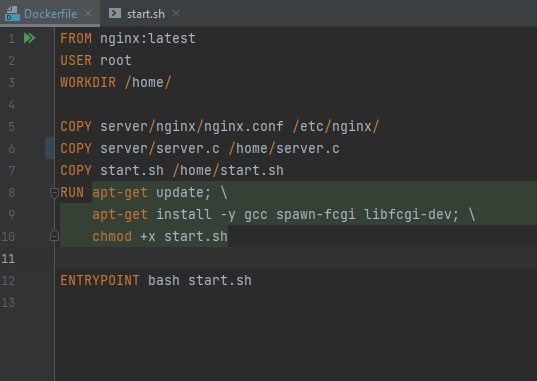 Dockerfile × start.sh ×
1 FROM nginx:latest
2 USER root
3 WORKDIR /home/
4
5 COPY server/nginx/nginx.conf /etc/nginx/
6 COPY server/server.c /home/server.c
7 COPY start.sh /home/start.sh
8 RUN apt-get update; \
9 apt-get install -y gcc spawn-fcgi libfcgi-dev; \
10 chmod +x start.sh
11
12 ENTRYPOINT bash start.sh
13